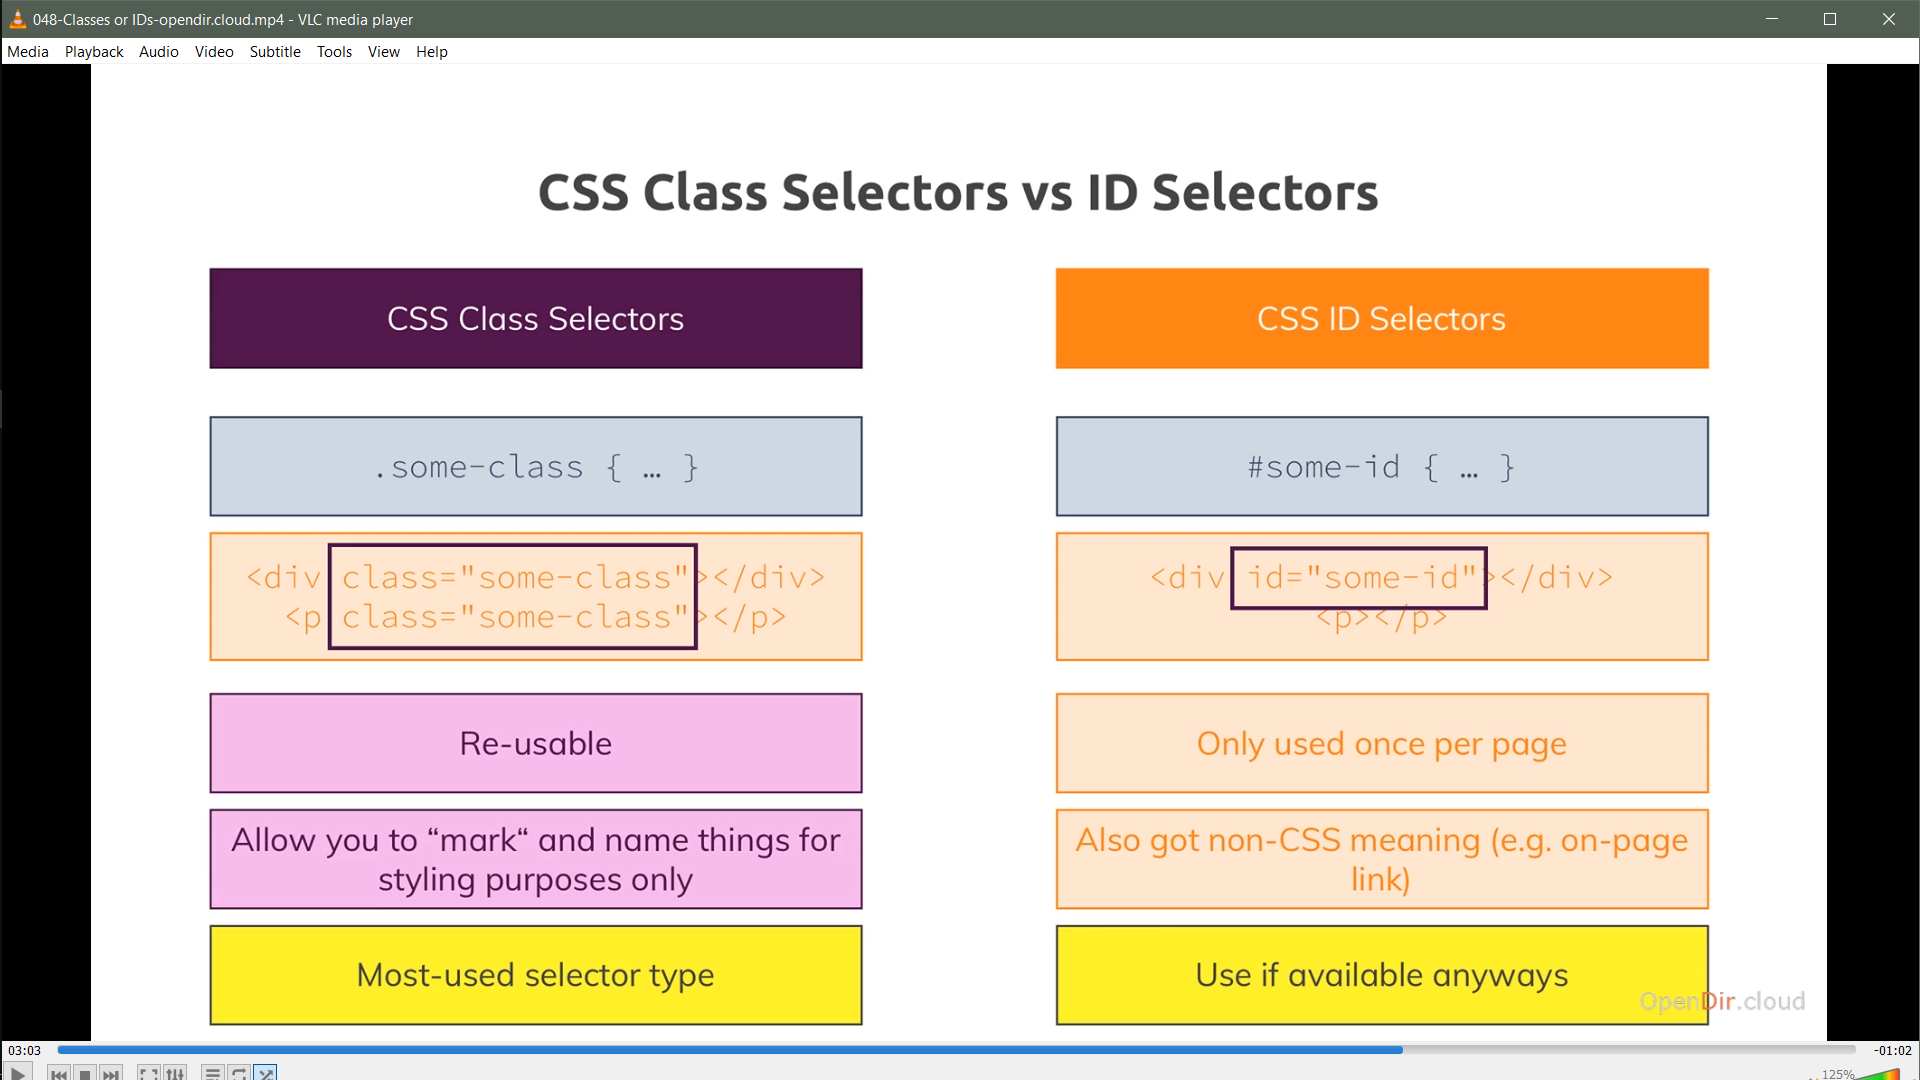 048-Classes or IDs-opendir.cloud.mp4 - VLC media player
Media Playback Audio Video Subtitle Tools View Help
CSS Class Selectors vs ID Selectors
CSS Class Selectors
CSS ID Selectors
.some-class { … }
#some-id { … }
<div class="some-class"></div>
<p class="some-class"></p>
<div id="some-id"></div>
<p></p>
Re-usable
Only used once per page
Allow you to “mark“ and name things for
styling purposes only
Also got non-CSS meaning (e.g. on-page
link)
Most-used selector type
Use if available anyways
OpenDir.cloud
03:03
-01:02
125%